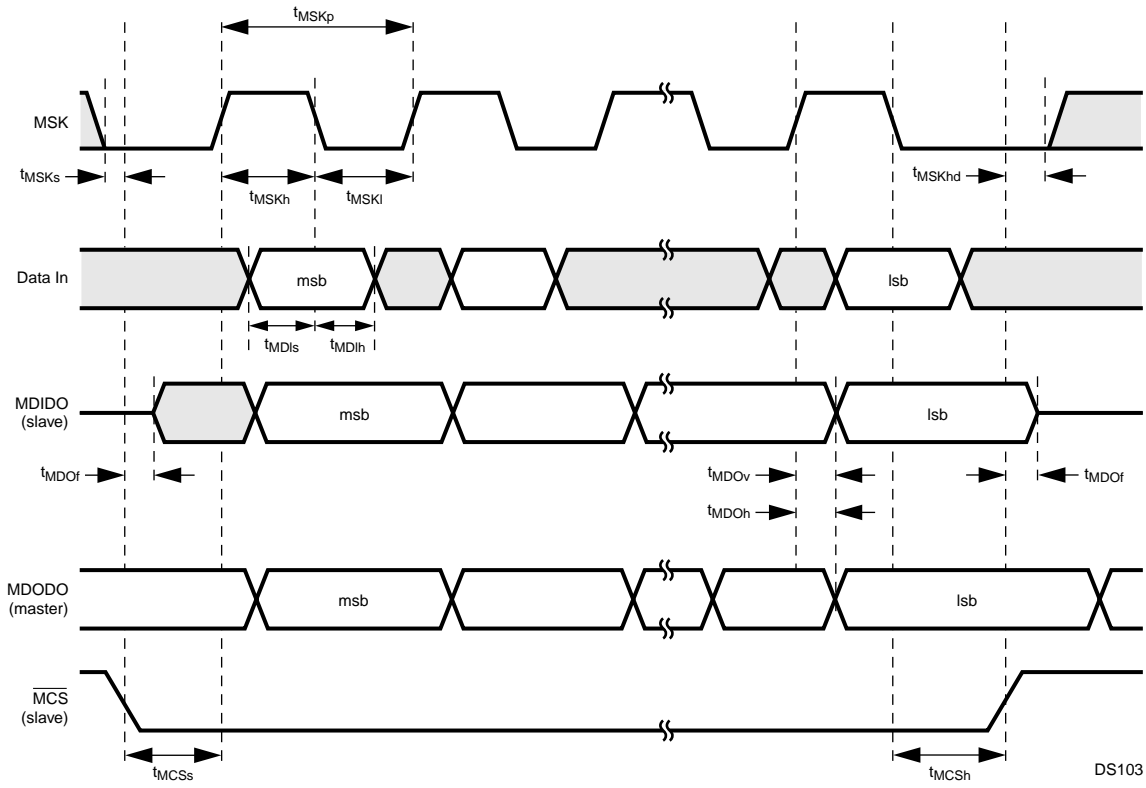 tMSKp
MSK
tMSKs
tMSKh
tMSKl
tMSKhd
Data In
msb
lsb
tMDIs
tMDIh
MDIDO
(slave)
msb
lsb
tMDOf
tMDOv
tMDOf
tMDOh
MDODO
(master)
msb
lsb
MCS
(slave)
tMCSs
tMCSh
DS103